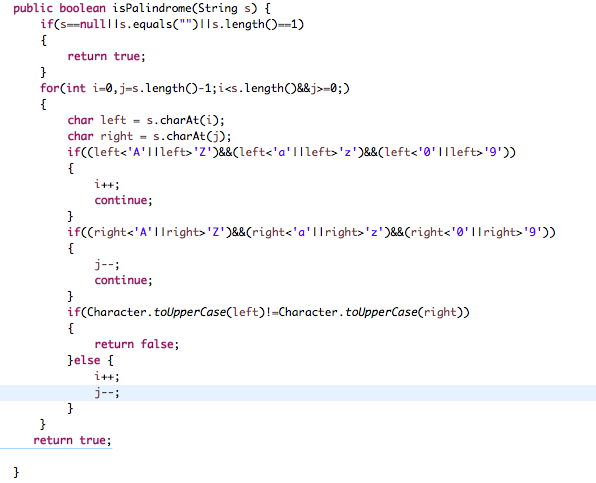 public boolean isPalindrome(String s) {
if(s==null||s.equals("")||s.length()==1)
{
return true;
}
for(int i=0,j=s.length()-1;i<s.length()&&j>=0;)
{
char left = s.charAt(i);
char right = s.charAt(j);
if((left<'A'||left>'Z')&&(left<'a'||left>'z')&&(left<'0'||left>'9'))
{
i++;
continue;
}
if((right<'A'||right>'Z')&&(right<'a'||right>'z')&&(right<'0'||right>'9'))
{
j--;
continue;
}
if(Character.toUpperCase(left)!=Character.toUpperCase(right))
{
return false;
}else {
i++;
j--;
}
}
return true;
}